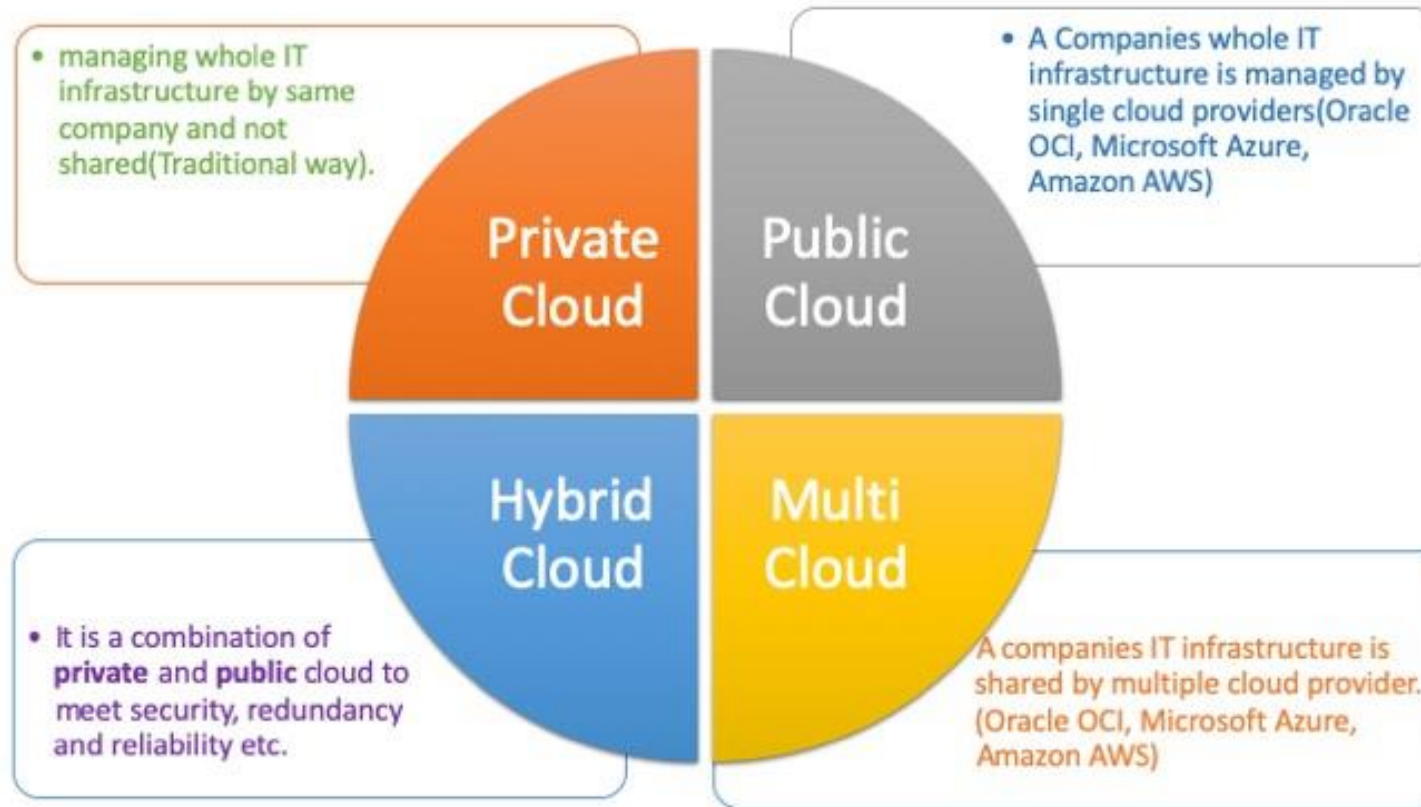 • managing whole IT
infrastructure by same
company and not
shared(Traditional way).
Private
Cloud
Public
Cloud
• A Companies whole IT
infrastructure is managed by
single cloud providers(Oracle
OCI, Microsoft Azure,
Amazon AWS)
Hybrid
Cloud
Multi
Cloud
• It is a combination of
private and public cloud to
meet security, redundancy
and reliability etc.
A companies IT infrastructure is
shared by multiple cloud provider.
(Oracle OCI, Microsoft Azure,
Amazon AWS)